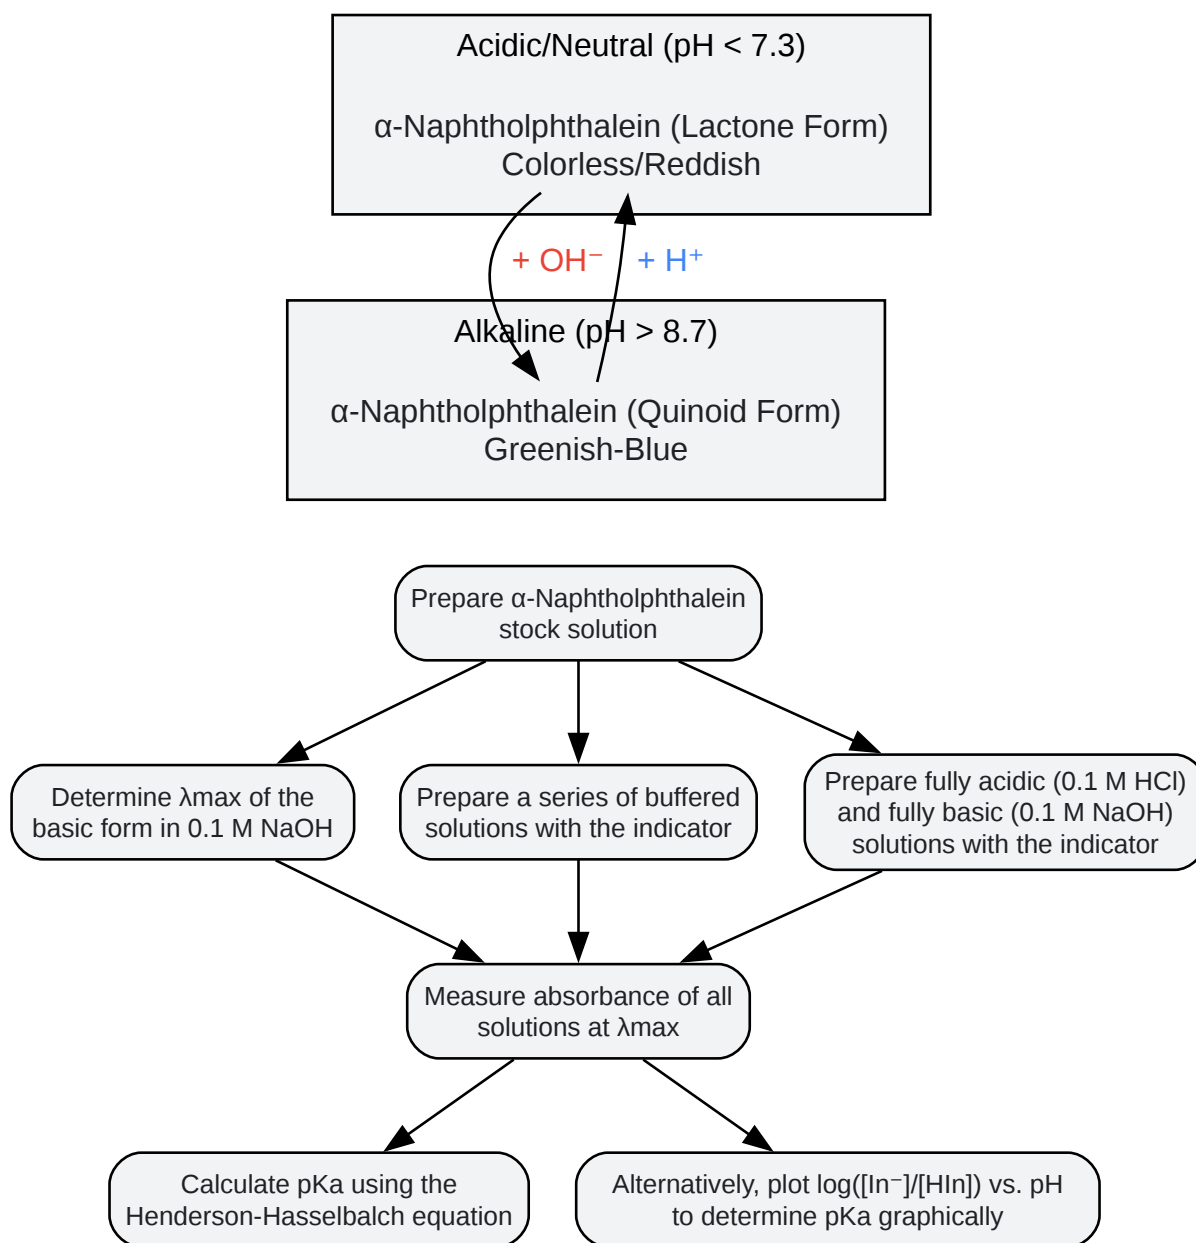 Acidic/Neutral (pH < 7.3)
α-Naphtholphthalein (Lactone Form)
Colorless/Reddish
+ OH⁻
+ H⁺
Alkaline (pH > 8.7)
α-Naphtholphthalein (Quinoid Form)
Greenish-Blue
Prepare α-Naphtholphthalein
stock solution
Determine λmax of the
basic form in 0.1 M NaOH
Prepare a series of buffered
solutions with the indicator
Prepare fully acidic (0.1 M HCl)
and fully basic (0.1 M NaOH)
solutions with the indicator
Measure absorbance of all
solutions at λmax
Calculate pKa using the
Henderson-Hasselbalch equation
Alternatively, plot log([In⁻]/[HIn]) vs. pH
to determine pKa graphically